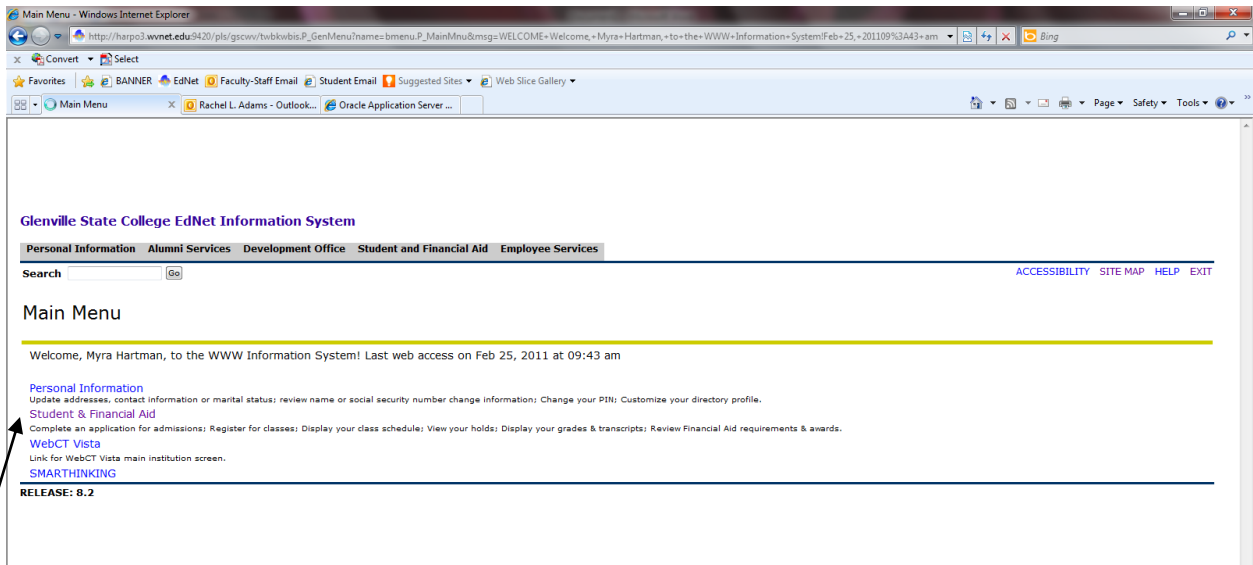 Main Menu - Windows Internet Explorer
http://harpo3.wvnet.edu:9420/pls/gscwv/twbkwbis.P_GenMenu?name=bmenu.P_MainMnu&msg=WELCOME+Welcome,+Myra+Hartman,+to+the+WWW+Information+System!Feb+25,+201109%3A43+am
Bing
x Convert Select
Favorites BANNER EdNet Faculty-Staff Email Student Email Suggested Sites Web Slice Gallery
Main Menu x Rachel L. Adams - Outlook... Oracle Application Server ... Page Safety Tools
Glenville State College EdNet Information System
Personal Information Alumni Services Development Office Student and Financial Aid Employee Services
Search Go ACCESSIBILITY SITE MAP HELP EXIT
Main Menu
Welcome, Myra Hartman, to the WWW Information System! Last web access on Feb 25, 2011 at 09:43 am
Personal Information
Update addresses, contact information or marital status; review name or social security number change information; Change your PIN; Customize your directory profile.
Student & Financial Aid
Complete an application for admissions; Register for classes; Display your class schedule; View your holds; Display your grades & transcripts; Review Financial Aid requirements & awards.
WebCT Vista
Link for WebCT Vista main institution screen.
SMARTHINKING
RELEASE: 8.2